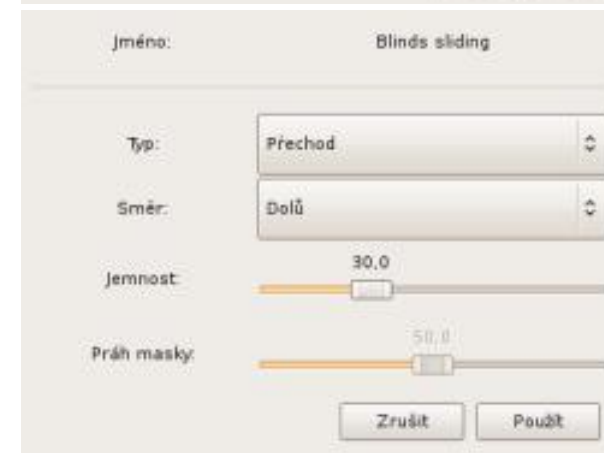 Jméno: Blinds sliding
Typ: Přechod
Směr: Dolů
30,0
Jemnost:
50,0
Práh masky:
Zrušit Použít